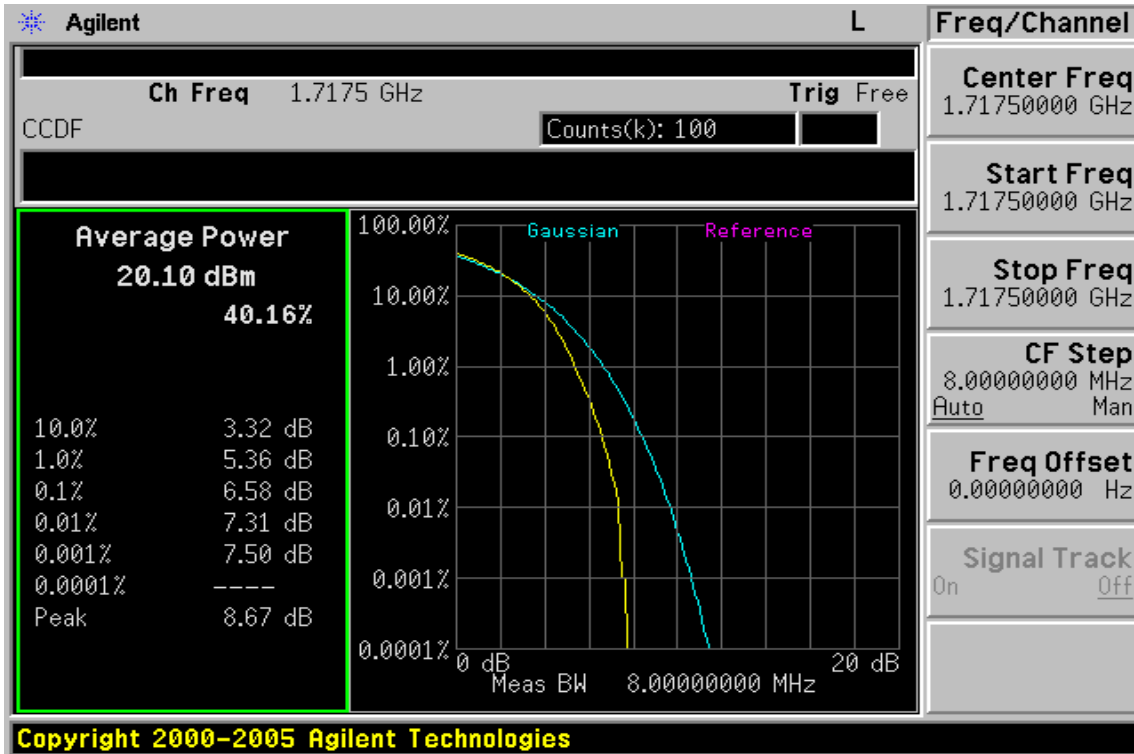 Agilent
L
Freq/Channel
Ch Freq 1.7175 GHz
Trig Free
CCDF
Counts(k): 100
Average Power
20.10 dBm
40.16%
10.0% 3.32 dB
1.0% 5.36 dB
0.1% 6.58 dB
0.01% 7.31 dB
0.001% 7.50 dB
0.0001% ----
Peak 8.67 dB
Gaussian
Reference
100.00%
10.00%
1.00%
0.10%
0.01%
0.001%
0.0001%
0 dB
20 dB
Meas BW 8.00000000 MHz
Center Freq
1.71750000 GHz
Start Freq
1.71750000 GHz
Stop Freq
1.71750000 GHz
CF Step
8.00000000 MHz
Auto Man
Freq Offset
0.00000000 Hz
Signal Track
On Off
Copyright 2000-2005 Agilent Technologies